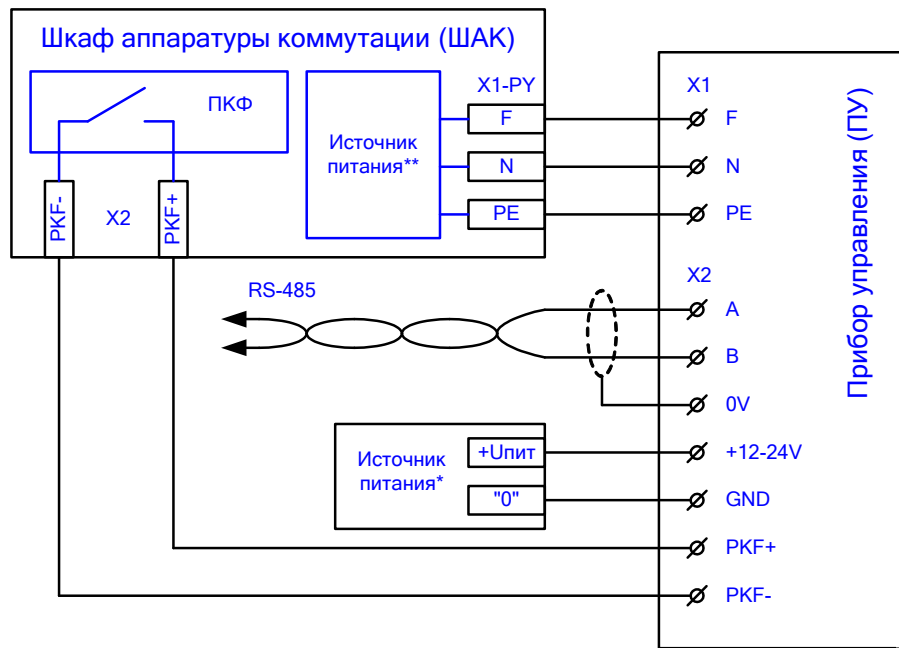 Шкаф аппаратуры коммутации (ШАК)
ПКФ
Источник
питания**
X1-PY
F
N
PE
PKF-
X2
PKF+
X1
F
N
PE
X2
A
B
0V
+12-24V
GND
PKF+
PKF-
Прибор управления (ПУ)
RS-485
Источник
питания*
+Uпит
"0"